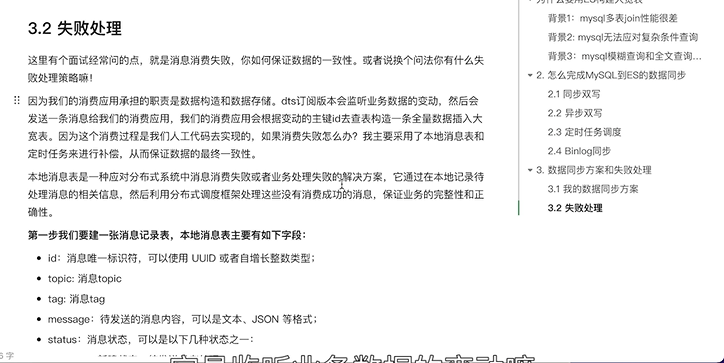 3.2 失败处理
这里有个面试经常问的点，就是消息消费失败，你如何保证数据的一致性。或者说换个问法你有什么失
败处理策略嘛！
因为我们的消费应用承担的职责是数据构造和数据存储。dts订阅版本会监听业务数据的变动，然后会
发送一条消息给我们的消费应用，我们的消费应用会根据变动的主键id去查表构造一条全量数据插入大
宽表。因为这个消费过程是我们人工代码去实现的，如果消费失败怎么办？我主要采用了本地消息表和
定时任务来进行补偿，从而保证数据的最终一致性。
本地消息表是一种应对分布式系统中消息消费失败或者业务处理失败的解决方案，它通过在本地记录待
处理消息的相关信息，然后利用分布式调度框架处理这些没有消费成功的消息，保证业务的完整性和正
确性。
第一步我们要建一张消息记录表，本地消息表主要有如下字段：
id：消息唯一标识符，可以使用 UUID 或者自增长整数类型；
topic: 消息topic
tag: 消息tag
message：待发送的消息内容，可以是文本、JSON 等格式；
status：消息状态，可以是以下几种状态之一：
字
背景1：mysql多表join性能很差
背景2: mysql无法应对复杂条件查询
背景3：mysql模糊查询和全文查询...
2. 怎么完成MySQL到ES的数据同步
2.1 同步双写
2.2 异步双写
2.3 定时任务调度
2.4 Binlog同步
3. 数据同步方案和失败处理
3.1 我的数据同步方案
3.2 失败处理